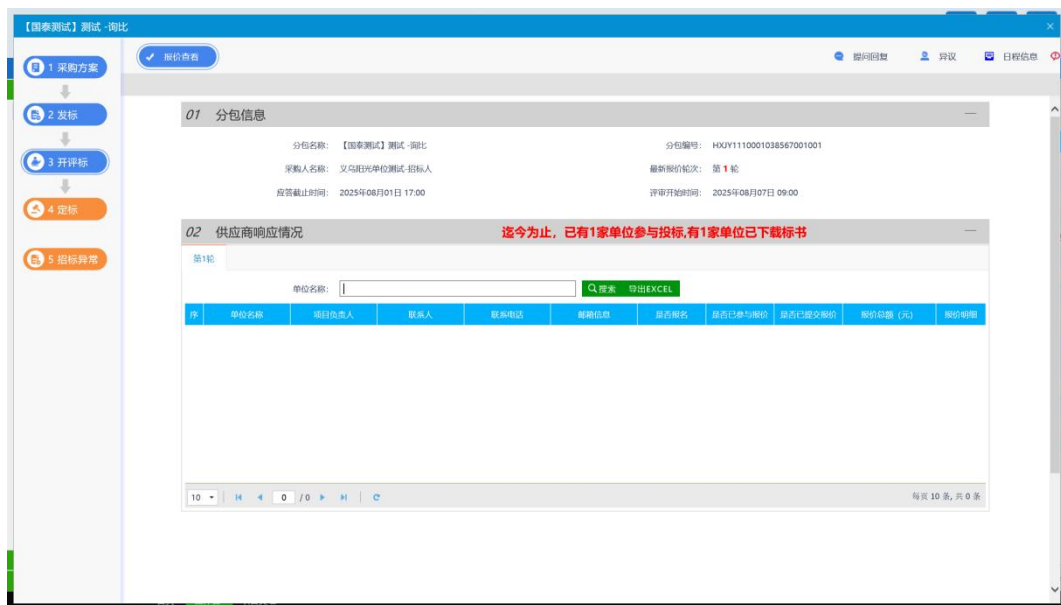 【国泰测试】测试 -询比
×
1 采购方案
2 发标
3 开评标
4 定标
5 招标异常
报价查看
提问回复 异议 日程信息
01 分包信息
分包名称: 【国泰测试】测试 -询比 分包编号: HXJY1110001038567001001
采购人名称: 义乌阳光单位测试-招标人 最新报价轮次: 第 1 轮
应答截止时间: 2025年08月01日 17:00 评审开始时间: 2025年08月07日 09:00
02 供应商响应情况 迄今为止，已有1家单位参与投标,有1家单位已下载标书
第1轮
单位名称: 搜索 导出EXCEL
序 单位名称 项目负责人 联系人 联系电话 邮箱信息 是否报名 是否已参与报价 是否已提交报价 报价总额 (元) 报价明细
10 0 / 0 每页 10 条, 共 0 条